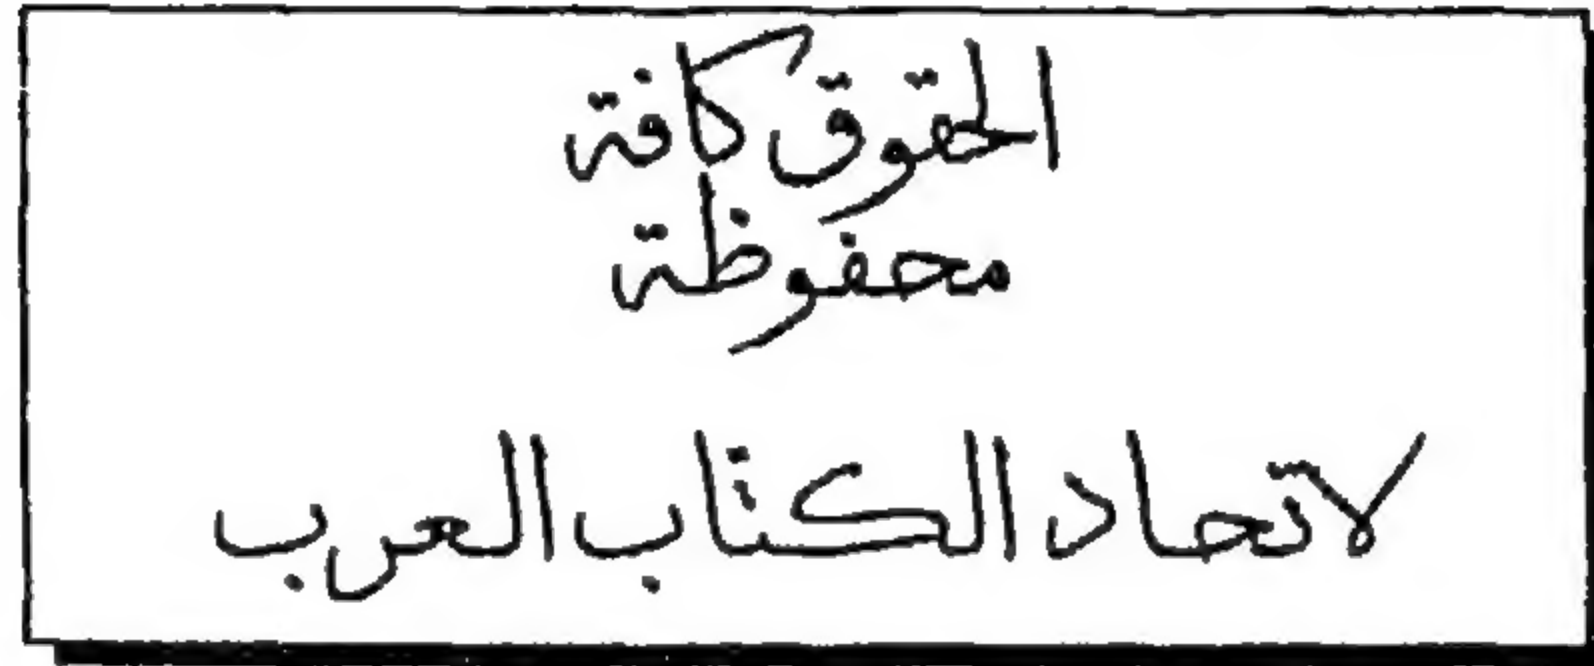 الحقوق كافة
محفوظة
لاتحاد الكتاب العرب